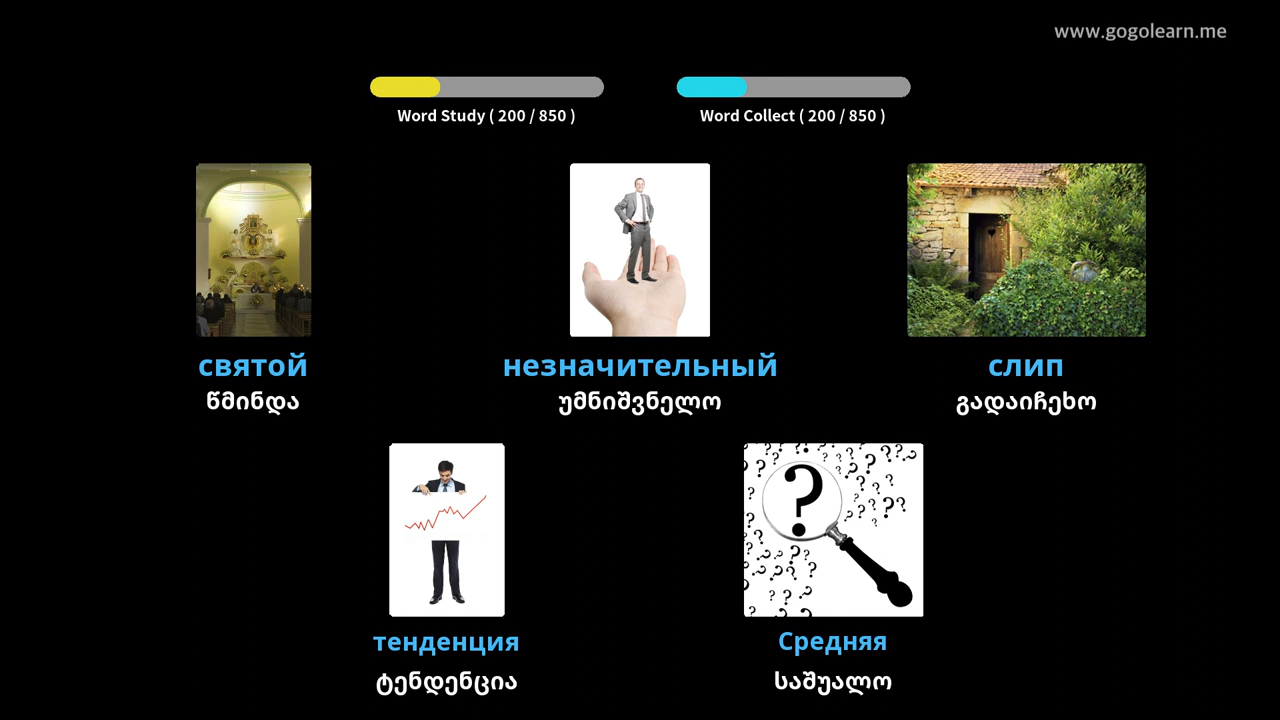 www.gogolearn.me
Word Study ( 200 / 850 )
Word Collect ( 200 / 850 )
святой
წმინდა
незначительный
უმნიშვნელო
слип
გადაიჩეხო
тенденция
ტენდენცია
Средняя
საშუალო